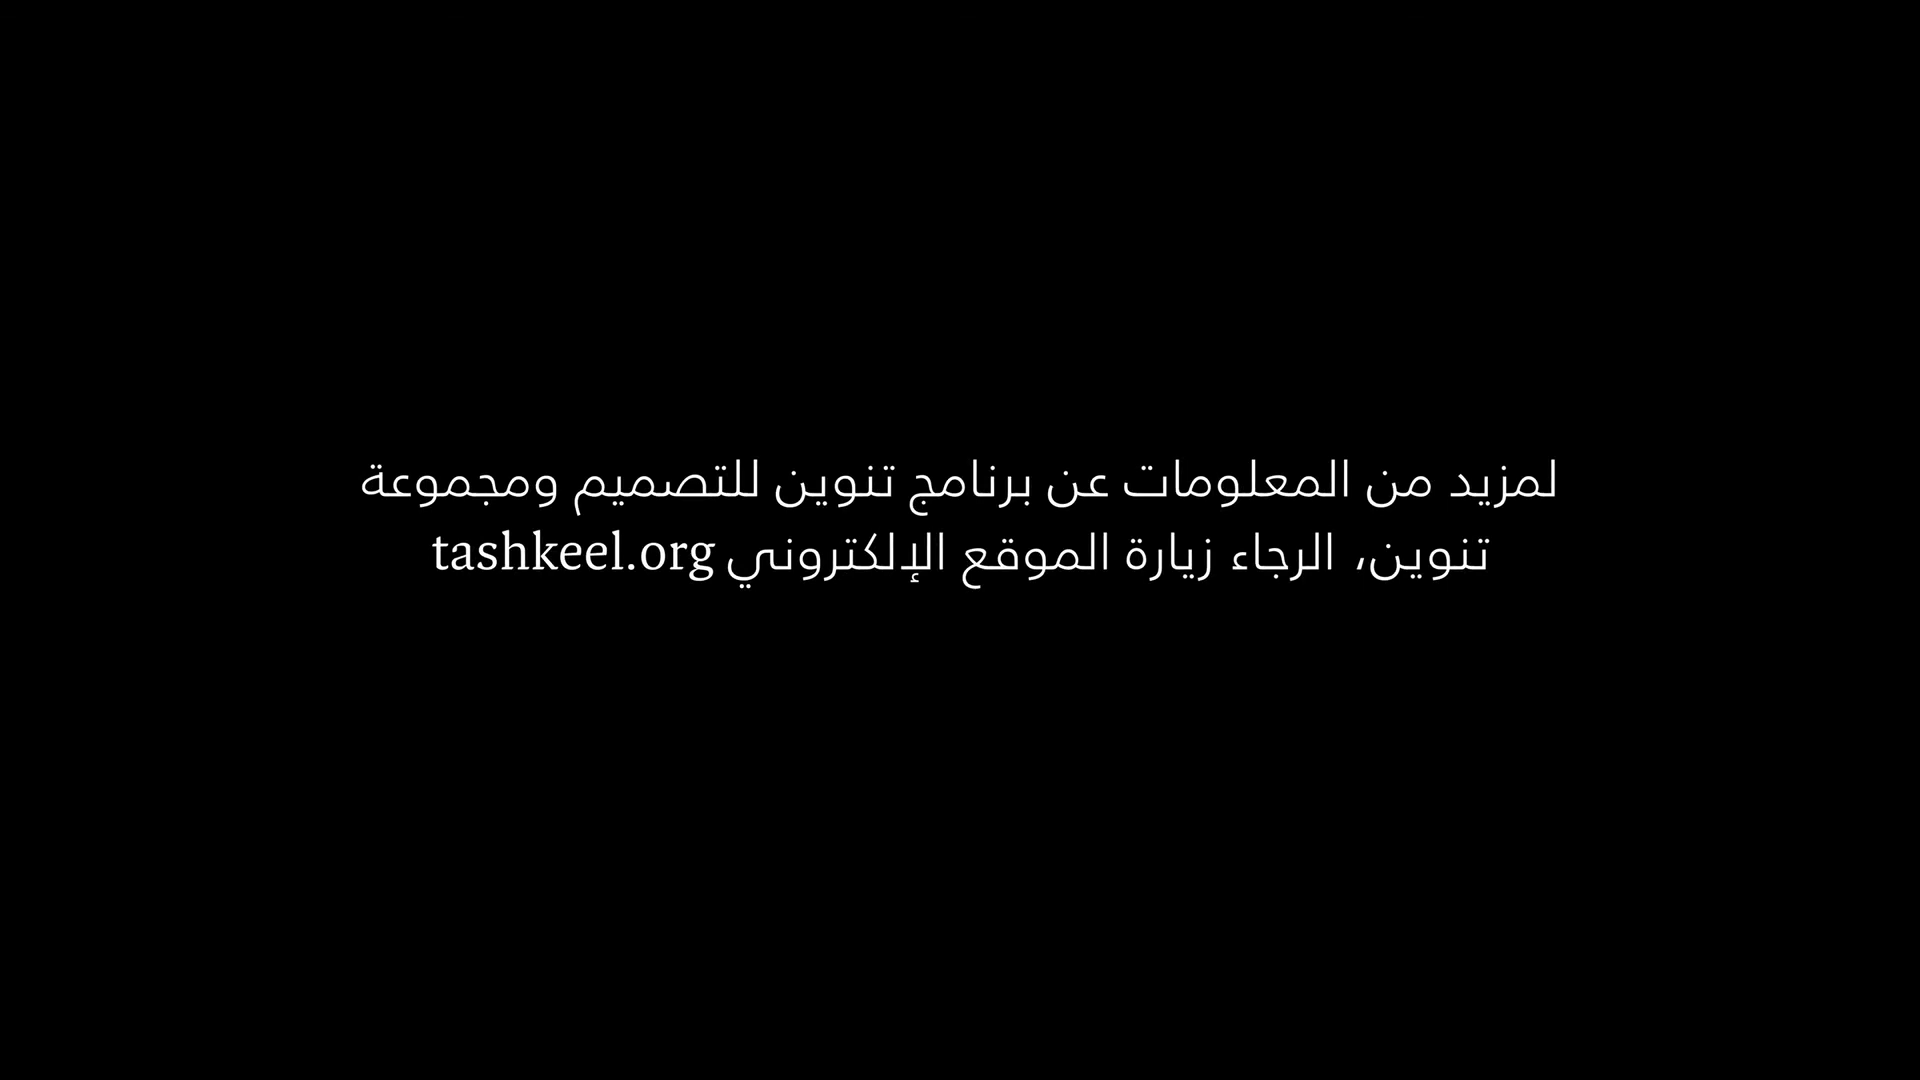 لمزيد من المعلومات عن برنامج تنوين للتصميم ومجموعة
تنوين، الرجاء زيارة الموقع الإلكتروني tashkeel.org